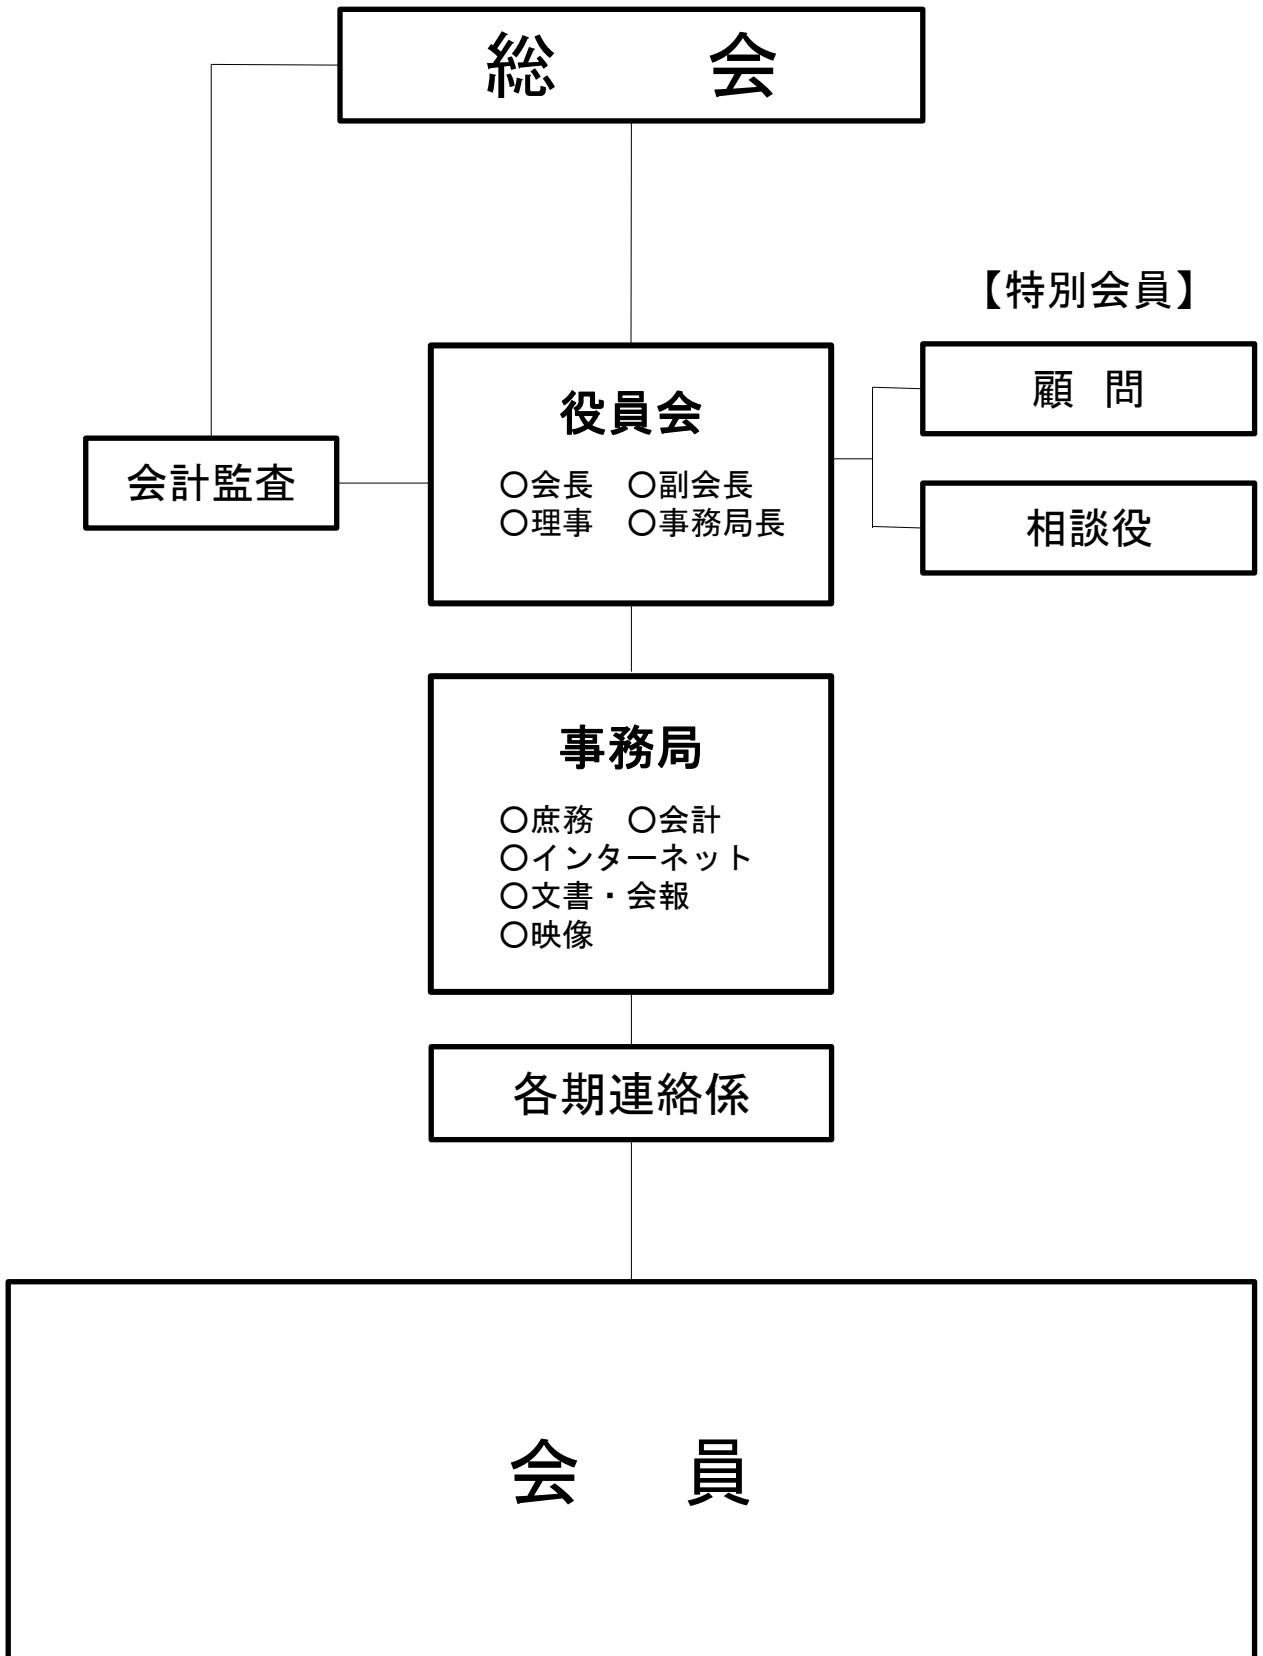 総　会
【特別会員】
顧　問
役員会
○会長　○副会長
○理事　○事務局長
会計監査
相談役
事務局
○庶務　○会計
○インターネット
○文書・会報
○映像
各期連絡係
会　員